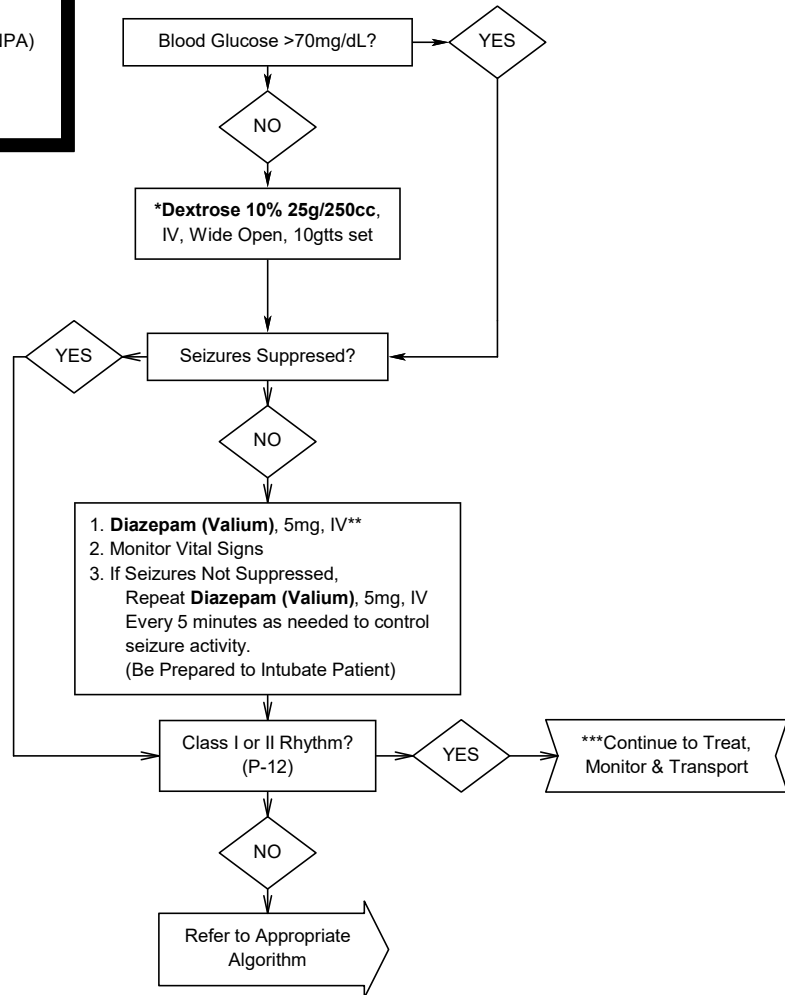 Blood Glucose >70mg/dL?
YES
NO
*Dextrose 10% 25g/250cc,
IV, Wide Open, 10gtts set
YES
Seizures Suppresed?
NO
1. Diazepam (Valium), 5mg, IV**
2. Monitor Vital Signs
3. If Seizures Not Suppressed,
Repeat Diazepam (Valium), 5mg, IV
Every 5 minutes as needed to control
seizure activity.
(Be Prepared to Intubate Patient)
Class I or II Rhythm?
(P-12)
YES
***Continue to Treat,
Monitor & Transport
NO
Refer to Appropriate
Algorithm